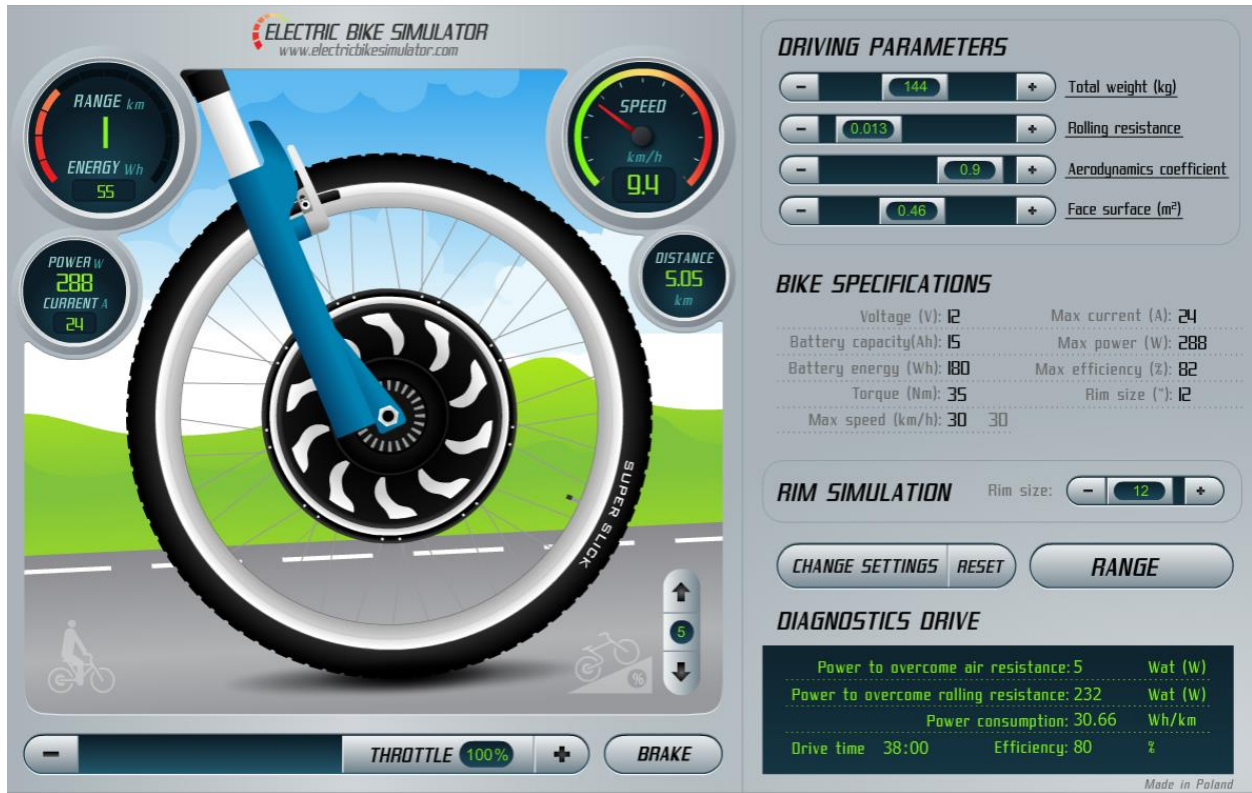 ELECTRIC BIKE SIMULATOR
www.electricbikesimulator.com
RANGE km
1
ENERGY Wh
55
SPEED
km/h
9.4
POWER W
288
CURRENT A
24
DISTANCE
5.05
km
SUPER SLICK
5
%
- THROTTLE 100% +
BRAKE
DRIVING PARAMETERS
- 144 + Total weight (kg)
- 0.013 + Rolling resistance
- 0.9 + Aerodynamics coefficient
- 0.46 + Face surface (m²)
BIKE SPECIFICATIONS
Voltage (V): 12 Max current (A): 24
Battery capacity(Ah): 15 Max power (W): 288
Battery energy (Wh): 180 Max efficiency (%): 82
Torque (Nm): 35 Rim size ("): 12
Max speed (km/h): 30 30
RIM SIMULATION Rim size: - 12 +
CHANGE SETTINGS RESET RANGE
DIAGNOSTICS DRIVE
Power to overcome air resistance: 5 Wat (W)
Power to overcome rolling resistance: 232 Wat (W)
Power consumption: 30.66 Wh/km
Drive time 38:00 Efficiency: 80 %
Made in Poland